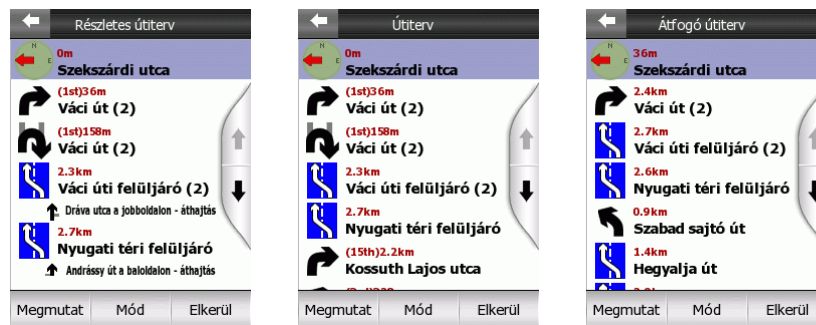 Részletes útiterv
N
E
0m
Szekszárdi utca
(1st)36m
Váci út (2)
(1st)158m
Váci út (2)
2.3km
Váci úti felüljáró (2)
Dráva utca a jobboldalon - áthajtás
2.7km
Nyugati téri felüljáró
Andrássy út a baloldalon - áthajtás
Megmutat Mód Elkerül
Útiterv
N
E
0m
Szekszárdi utca
(1st)36m
Váci út (2)
(1st)158m
Váci út (2)
2.3km
Váci úti felüljáró (2)
2.7km
Nyugati téri felüljáró
(15th)2.2km
Kossuth Lajos utca
Megmutat Mód Elkerül
Átfogó útiterv
N
E
36m
Szekszárdi utca
2.4km
Váci út (2)
2.7km
Váci úti felüljáró (2)
2.6km
Nyugati téri felüljáró
0.9km
Szabad sajtó út
1.4km
Hegyalja út
Megmutat Mód Elkerül